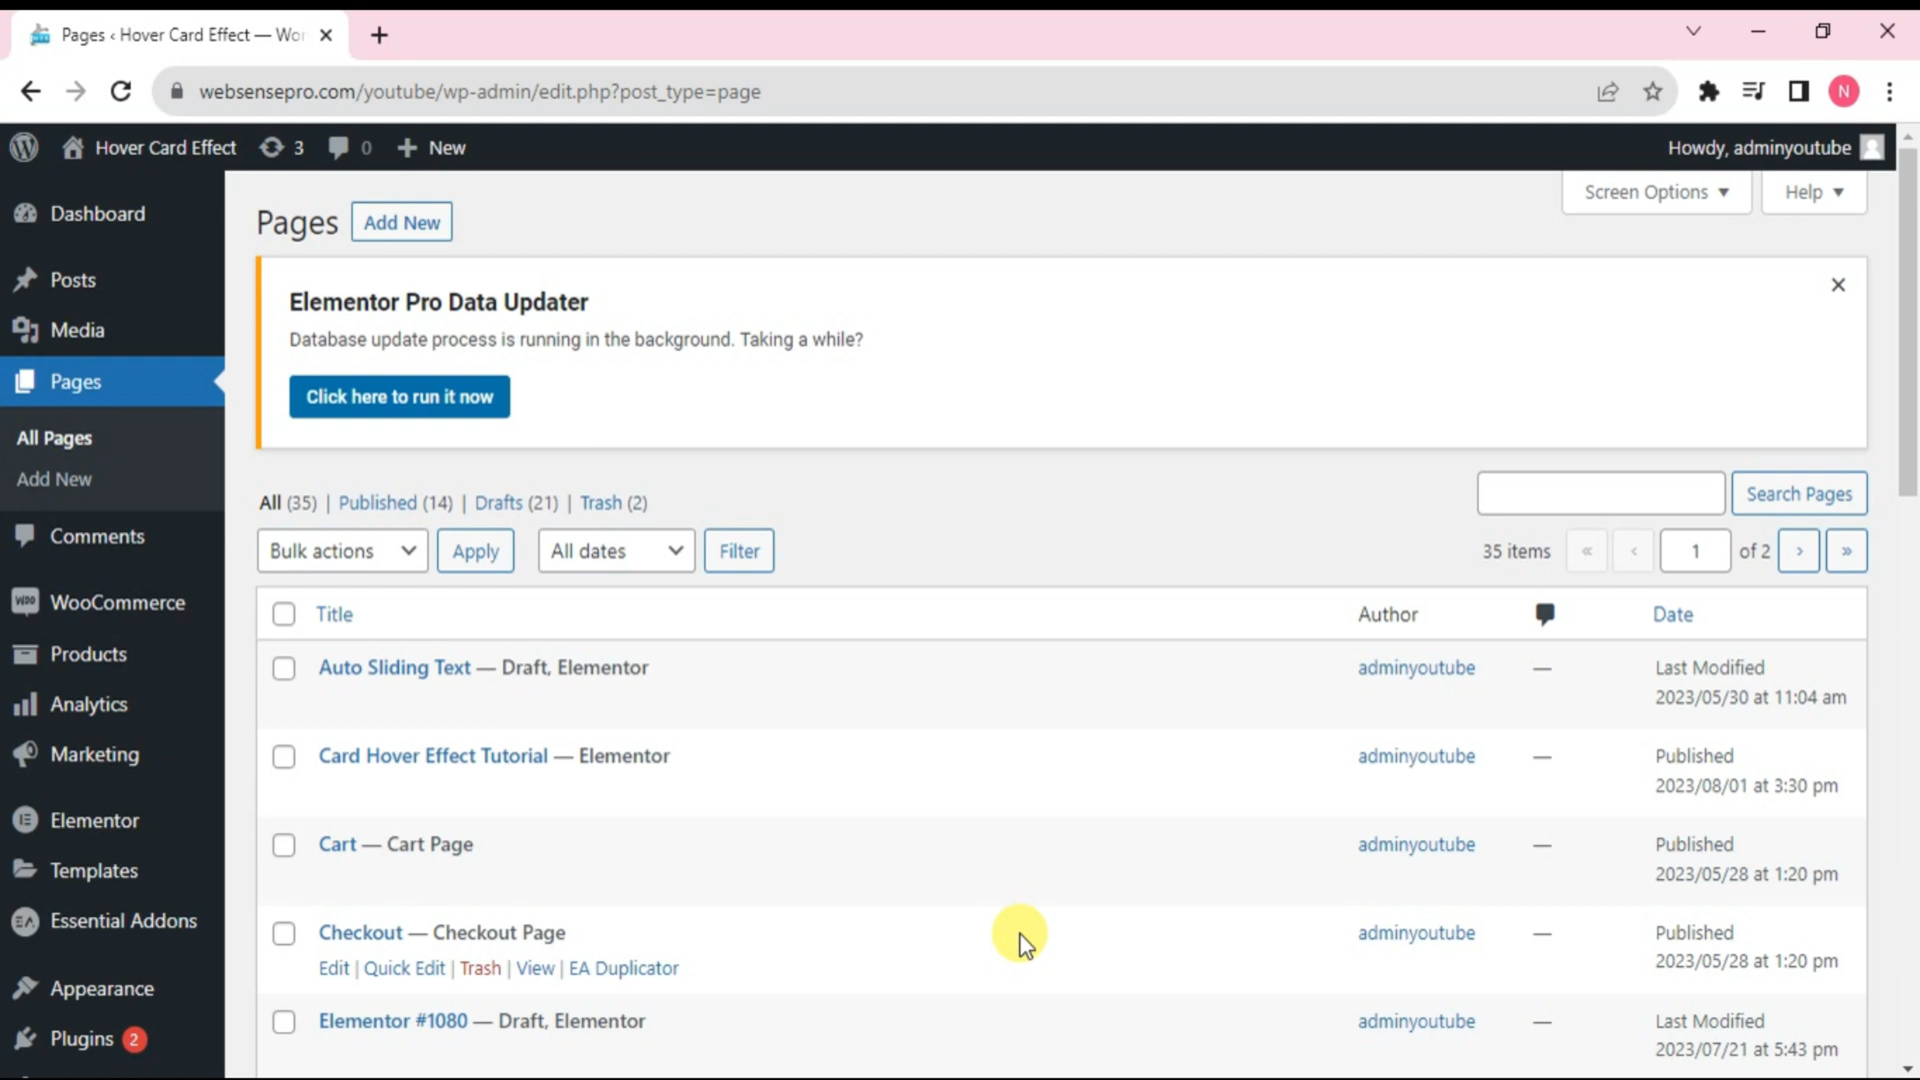 Pages ‹ Hover Card Effect — Wor
websensepro.com/youtube/wp-admin/edit.php?post_type=page
N
Hover Card Effect 3 0 New
Howdy, adminyoutube
Screen Options Help
Dashboard
Posts
Media
Pages
All Pages
Add New
Comments
WooCommerce
Products
Analytics
Marketing
Elementor
Templates
Essential Addons
Appearance
Plugins 2
Pages Add New
Elementor Pro Data Updater
Database update process is running in the background. Taking a while?
Click here to run it now
All (35) | Published (14) | Drafts (21) | Trash (2)
Search Pages
Bulk actions Apply All dates Filter
35 items « ‹ 1 of 2 › »
Title Author Date
Auto Sliding Text — Draft, Elementor adminyoutube — Last Modified
2023/05/30 at 11:04 am
Card Hover Effect Tutorial — Elementor adminyoutube — Published
2023/08/01 at 3:30 pm
Cart — Cart Page adminyoutube — Published
2023/05/28 at 1:20 pm
Checkout — Checkout Page adminyoutube — Published
Edit | Quick Edit | Trash | View | EA Duplicator 2023/05/28 at 1:20 pm
Elementor #1080 — Draft, Elementor adminyoutube — Last Modified
2023/07/21 at 5:43 pm